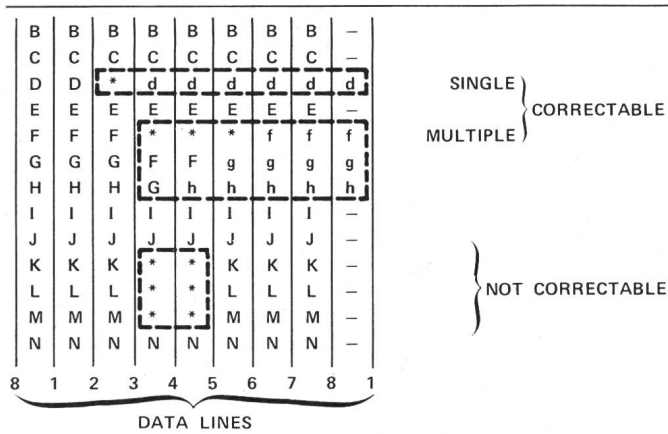 B B B B B B B –
C C C C C C C –
D D * d d d d d SINGLE
E E E E E E E – CORRECTABLE
F F F * * * f f f MULTIPLE
G G G F F g g g
H H H G h h h h
I I I I I I I –
J J J J J J J –
K K K * * K K K –
L L L * * L L L – NOT CORRECTABLE
M M M * * M M M –
N N N N N N N –
8 1 2 3 4 5 6 7 8 1
DATA LINES